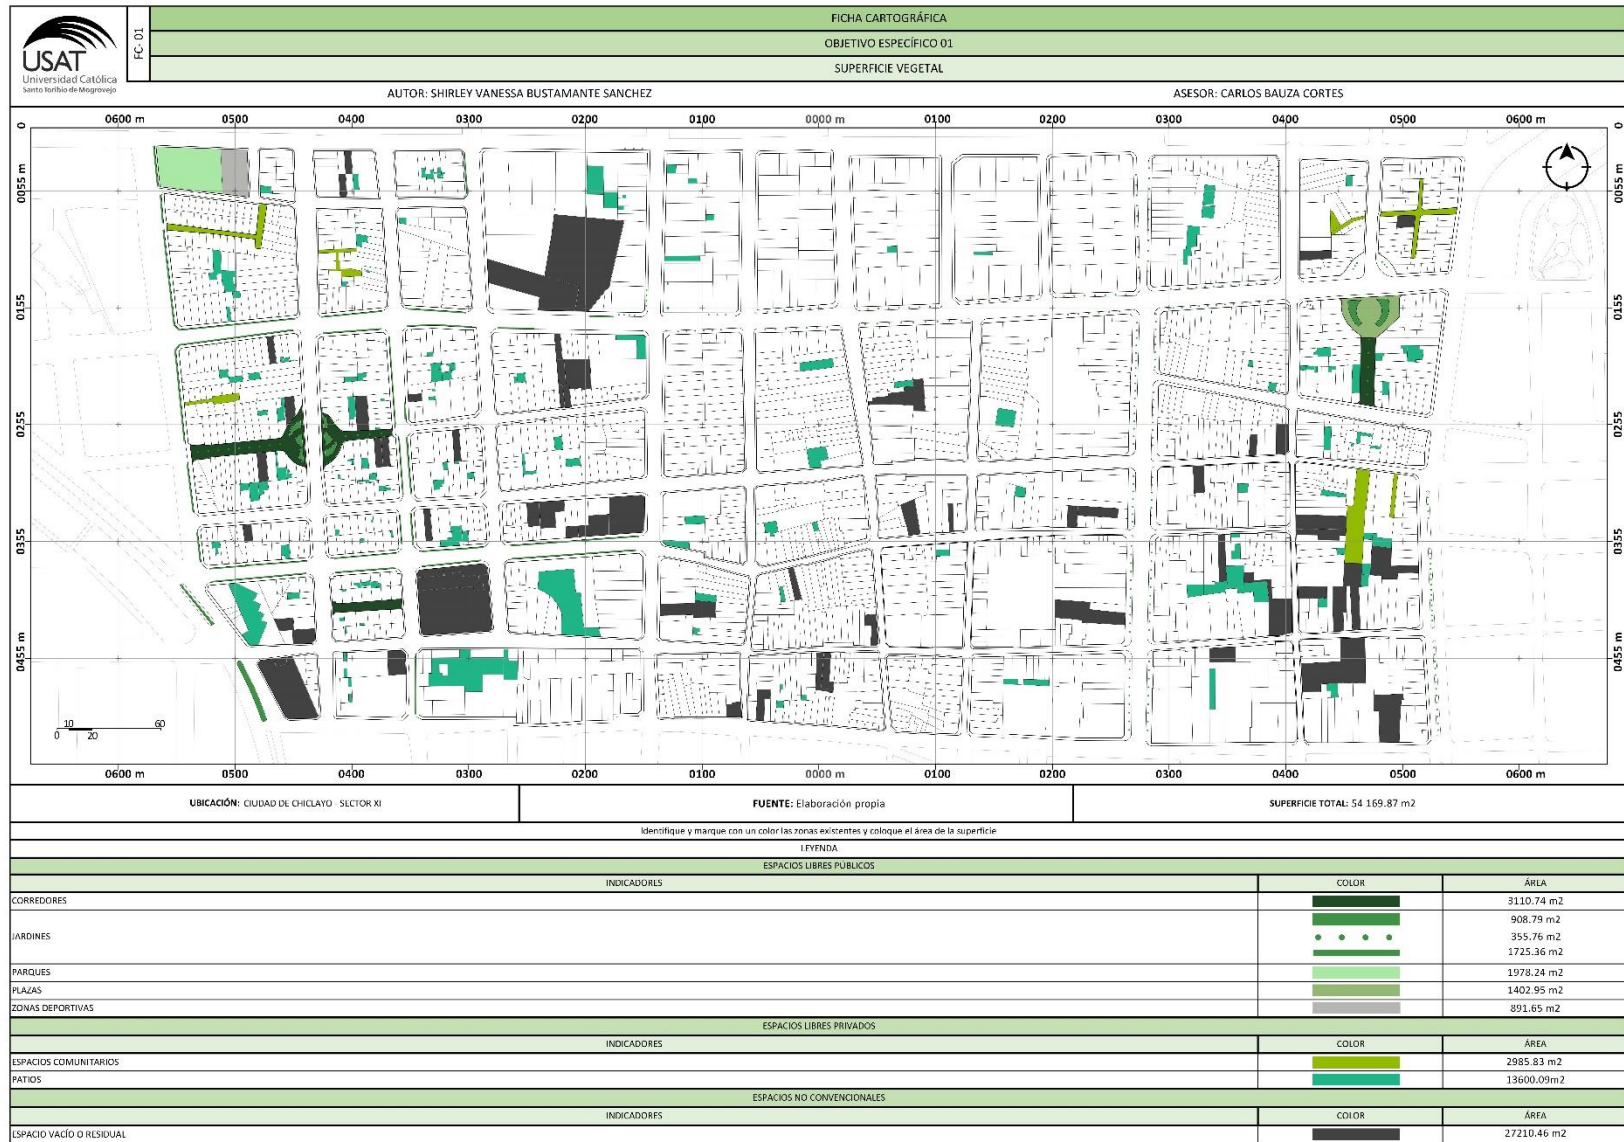 USAT
Universidad Católica
Santo Toribio de Mogrovejo
FC- 01
FICHA CARTOGRÁFICA
OBJETIVO ESPECÍFICO 01
SUPERFICIE VEGETAL
AUTOR: SHIRLEY VANESSA BUSTAMANTE SANCHEZ
ASESOR: CARLOS BAUZA CORTES
0 0600 m 0500 0400 0300 0200 0100 0000 m 0100 0200 0300 0400 0500 0600 m 0
0055 m 0055 m
0155 0155
0255 0255
0355 0355
0455 m 0455 m
10 60
0 20
0600 m 0500 0400 0300 0200 0100 0000 m 0100 0200 0300 0400 0500 0600 m
UBICACIÓN: CIUDAD DE CHICLAYO - SECTOR XI
FUENTE: Elaboración propia
SUPERFICIE TOTAL: 54 169.87 m2
Identifique y marque con un color las zonas existentes y coloque el área de la superficie
LEYENDA
ESPACIOS LIBRES PÚBLICOS
INDICADORES COLOR ÁREA
CORREDORES 3110.74 m2
JARDINES 908.79 m2
355.76 m2
1725.36 m2
PARQUES 1978.24 m2
PLAZAS 1402.95 m2
ZONAS DEPORTIVAS 891.65 m2
ESPACIOS LIBRES PRIVADOS
INDICADORES COLOR ÁREA
ESPACIOS COMUNITARIOS 2985.83 m2
PATIOS 13600.09m2
ESPACIOS NO CONVENCIONALES
INDICADORES COLOR ÁREA
ESPACIO VACÍO O RESIDUAL 27210.46 m2